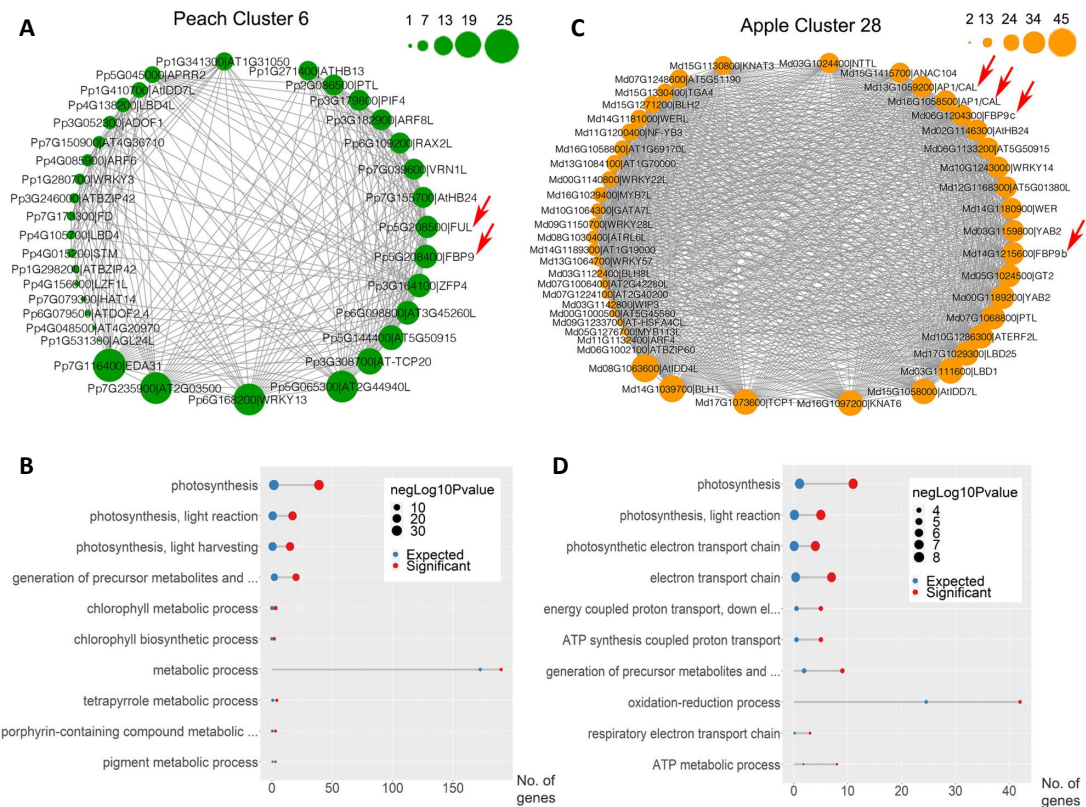 A
Peach Cluster 6
1 7 13 19 25
Pp1G341300|AT1G31050
Pp1G271400|ATHB13
Pp5G045000|APRR2
Pp2G086500|PTL
Pp1G410700|AtIDD7L
Pp3G179800|PIF4
Pp4G138200|LBD4L
Pp3G182900|ARF8L
Pp3G052300|ADOF1
Pp6G109200|RAX2L
Pp7G150900|AT4G36710
Pp4G085900|ARF6
Pp7G039600|VRN1L
Pp1G280700|WRKY3
Pp7G155700|AtHB24
Pp3G246000|ATBZIP42
Pp7G173300|FD
Pp5G208500|FUL
Pp4G105700|LBD4
Pp4G015200|STM
Pp5G208400|FBP9
Pp1G298200|ATBZIP42
Pp4G156600|LZF1L
Pp3G164100|ZFP4
Pp7G079300|HAT14
Pp6G079500|ATDOF2.4
Pp6G098800|AT3G45260L
Pp4G048500|AT4G20970
Pp5G144400|AT5G50915
Pp1G531300|AGL24L
Pp3G308700|AT-TCP20
Pp7G116400|EDA31
Pp7G235900|AT2G03500
Pp5G065300|AT2G44940L
Pp6G168200|WRKY13
C
Apple Cluster 28
2 13 24 34 45
Md15G1130800|KNAT3
Md03G1024400|NTTL
Md07G1248600|AT5G51190
Md15G1415700|ANAC104
Md15G1330400|TGA4
Md13G1059200|AP1/CAL
Md15G1271200|BLH2
Md16G1058500|AP1/CAL
Md14G1181000|WERL
Md06G1204300|FBP9c
Md11G1200400|NF-YB3
Md02G1146300|AtHB24
Md16G1058800|AT1G69170L
Md06G1133200|AT5G50915
Md13G1084100|AT1G70000
Md10G1243000|WRKY14
Md00G1140800|WRKY22L
Md12G1168300|AT5G01380L
Md16G1029400|MYB7L
Md10G1064300|GATA7L
Md14G1180900|WER
Md09G1150700|WRKY28L
Md03G1159800|YAB2
Md08G1030400|ATRL6L
Md14G1189300|AT1G19000
Md14G1215600|FBP9b
Md13G1064700|WRKY57
Md03G1122400|BLH8L
Md05G1024500|GT2
Md07G1006400|AT2G42280L
Md07G1224100|AT2G40200
Md00G1189200|YAB2
Md03G1142800|WIP3
Md00G1000500|AT5G45580
Md07G1068800|PTL
Md09G1233700|AT-HSFA4CL
Md05G1276700|MYB113L
Md10G1286300|ATERF2L
Md11G1132400|ARF4
Md17G1029300|LBD25
Md06G1002100|ATBZIP60
Md03G1111600|LBD1
Md08G1063600|AtIDD4L
Md15G1058000|AtIDD7L
Md14G1039700|BLH1
Md17G1073600|TCP1
Md16G1097200|KNAT6
B
photosynthesis
photosynthesis, light reaction
photosynthesis, light harvesting
generation of precursor metabolites and ...
chlorophyll metabolic process
chlorophyll biosynthetic process
metabolic process
tetrapyrrole metabolic process
porphyrin-containing compound metabolic ...
pigment metabolic process
negLog10Pvalue
10
20
30
Expected
Significant
0 50 100 150
No. of
genes
D
photosynthesis
photosynthesis, light reaction
photosynthetic electron transport chain
electron transport chain
energy coupled proton transport, down el...
ATP synthesis coupled proton transport
generation of precursor metabolites and ...
oxidation-reduction process
respiratory electron transport chain
ATP metabolic process
negLog10Pvalue
4
5
6
7
8
Expected
Significant
0 10 20 30 40
No. of
genes